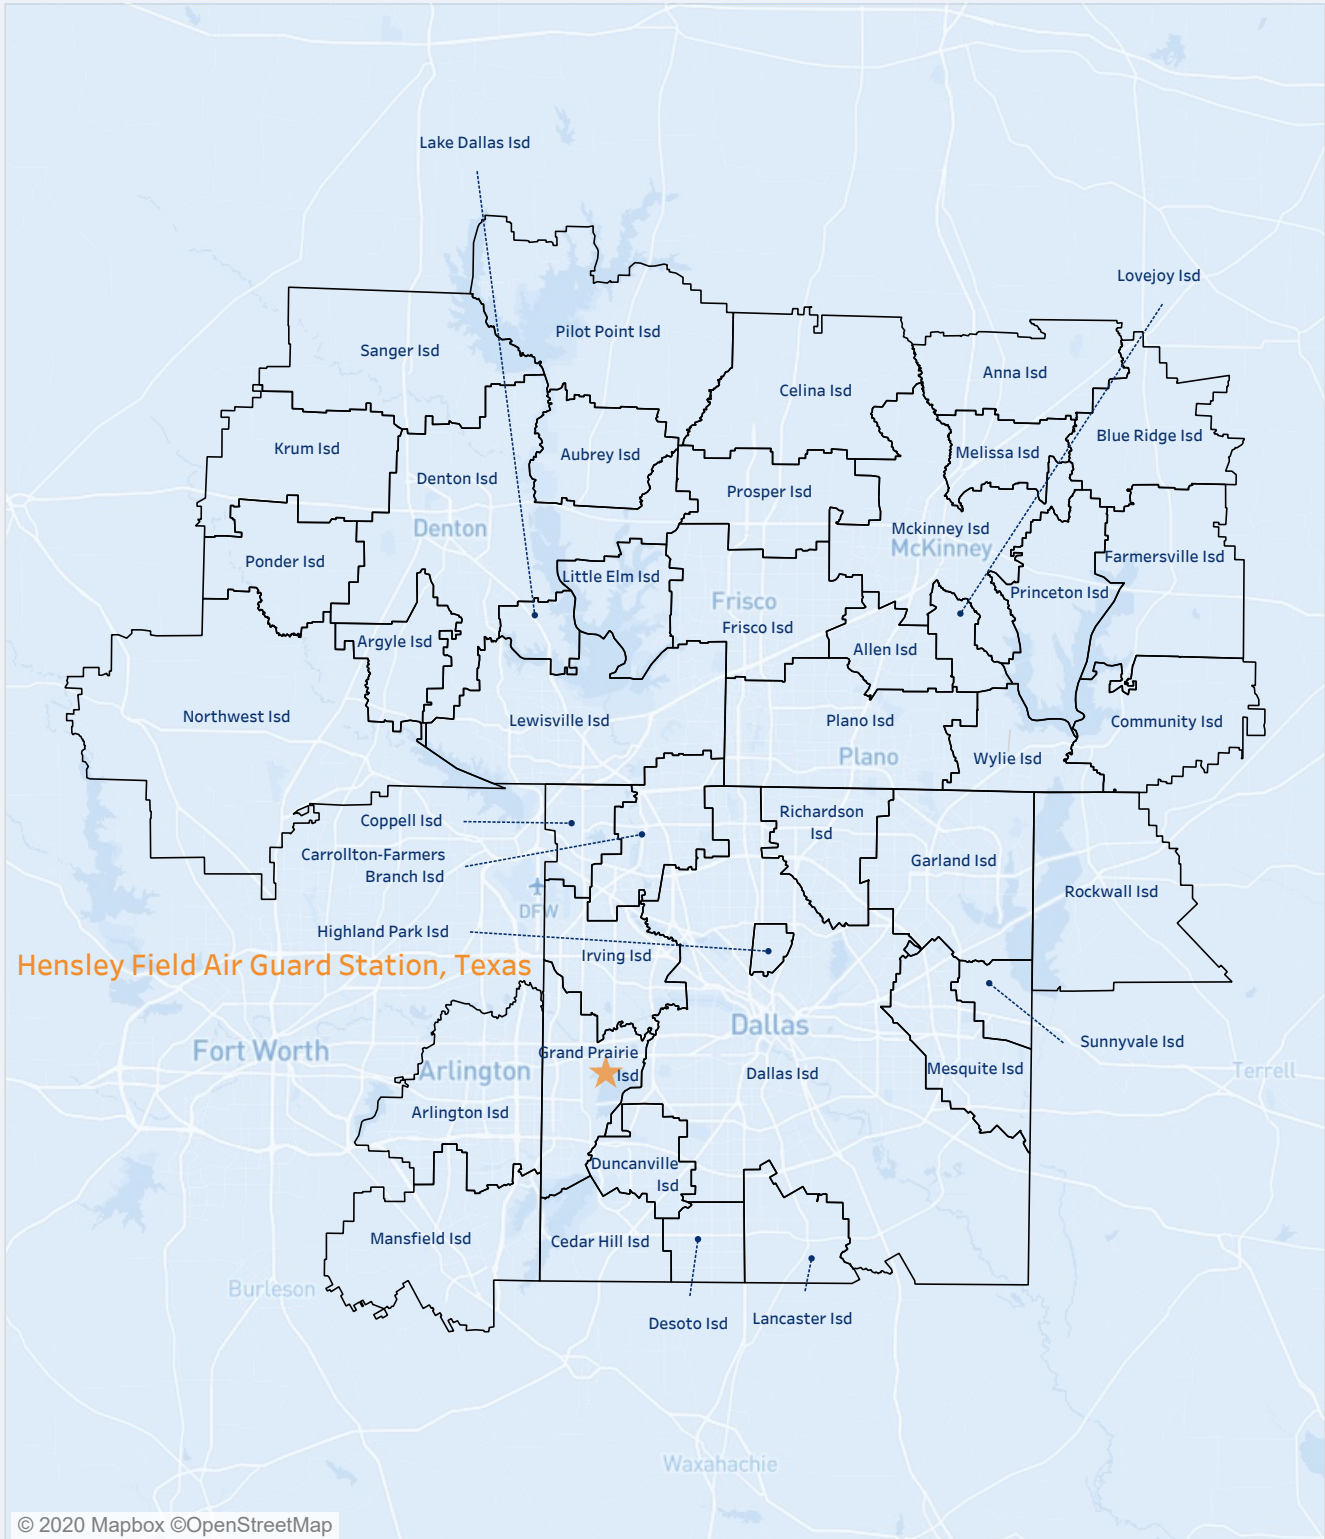 Lake Dallas Isd
Lovejoy Isd
Pilot Point Isd
Sanger Isd
Anna Isd
Celina Isd
Blue Ridge Isd
Krum Isd
Melissa Isd
Aubrey Isd
Denton Isd
Prosper Isd
Denton
Mckinney Isd
McKinney
Farmersville Isd
Ponder Isd
Little Elm Isd
Princeton Isd
Frisco
Frisco Isd
Argyle Isd
Allen Isd
Northwest Isd
Lewisville Isd
Plano Isd
Community Isd
Plano
Wylie Isd
Coppell Isd
Richardson
Isd
Carrollton-Farmers
Branch Isd
Garland Isd
Rockwall Isd
DFW
Highland Park Isd
Irving Isd
Hensley Field Air Guard Station, Texas
Dallas
Sunnyvale Isd
Fort Worth
Grand Prairie
Isd
Arlington
Dallas Isd
Mesquite Isd
Terrell
Arlington Isd
Duncanville
Isd
Mansfield Isd
Cedar Hill Isd
Burleson
Desoto Isd
Lancaster Isd
Waxahachie
© 2020 Mapbox ©OpenStreetMap